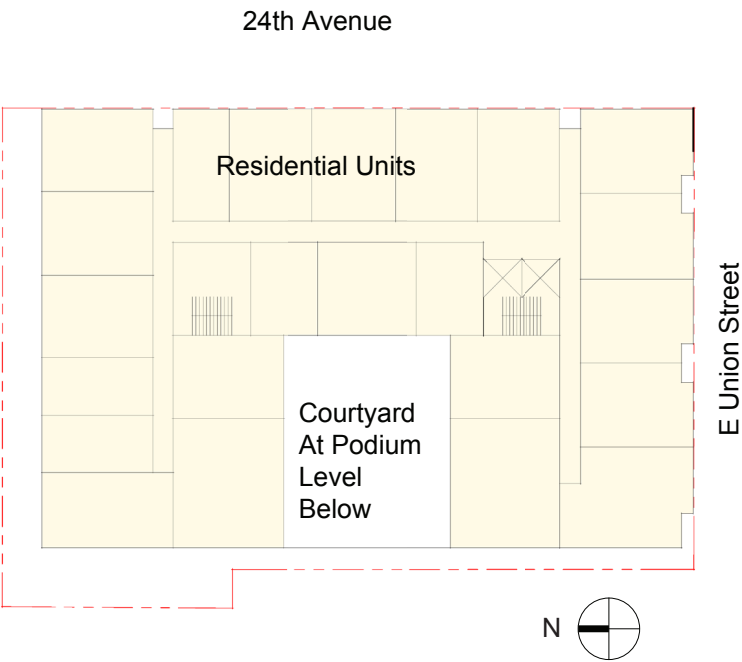 24th Avenue
Residential Units
E Union Street
Courtyard
At Podium
Level
Below
N